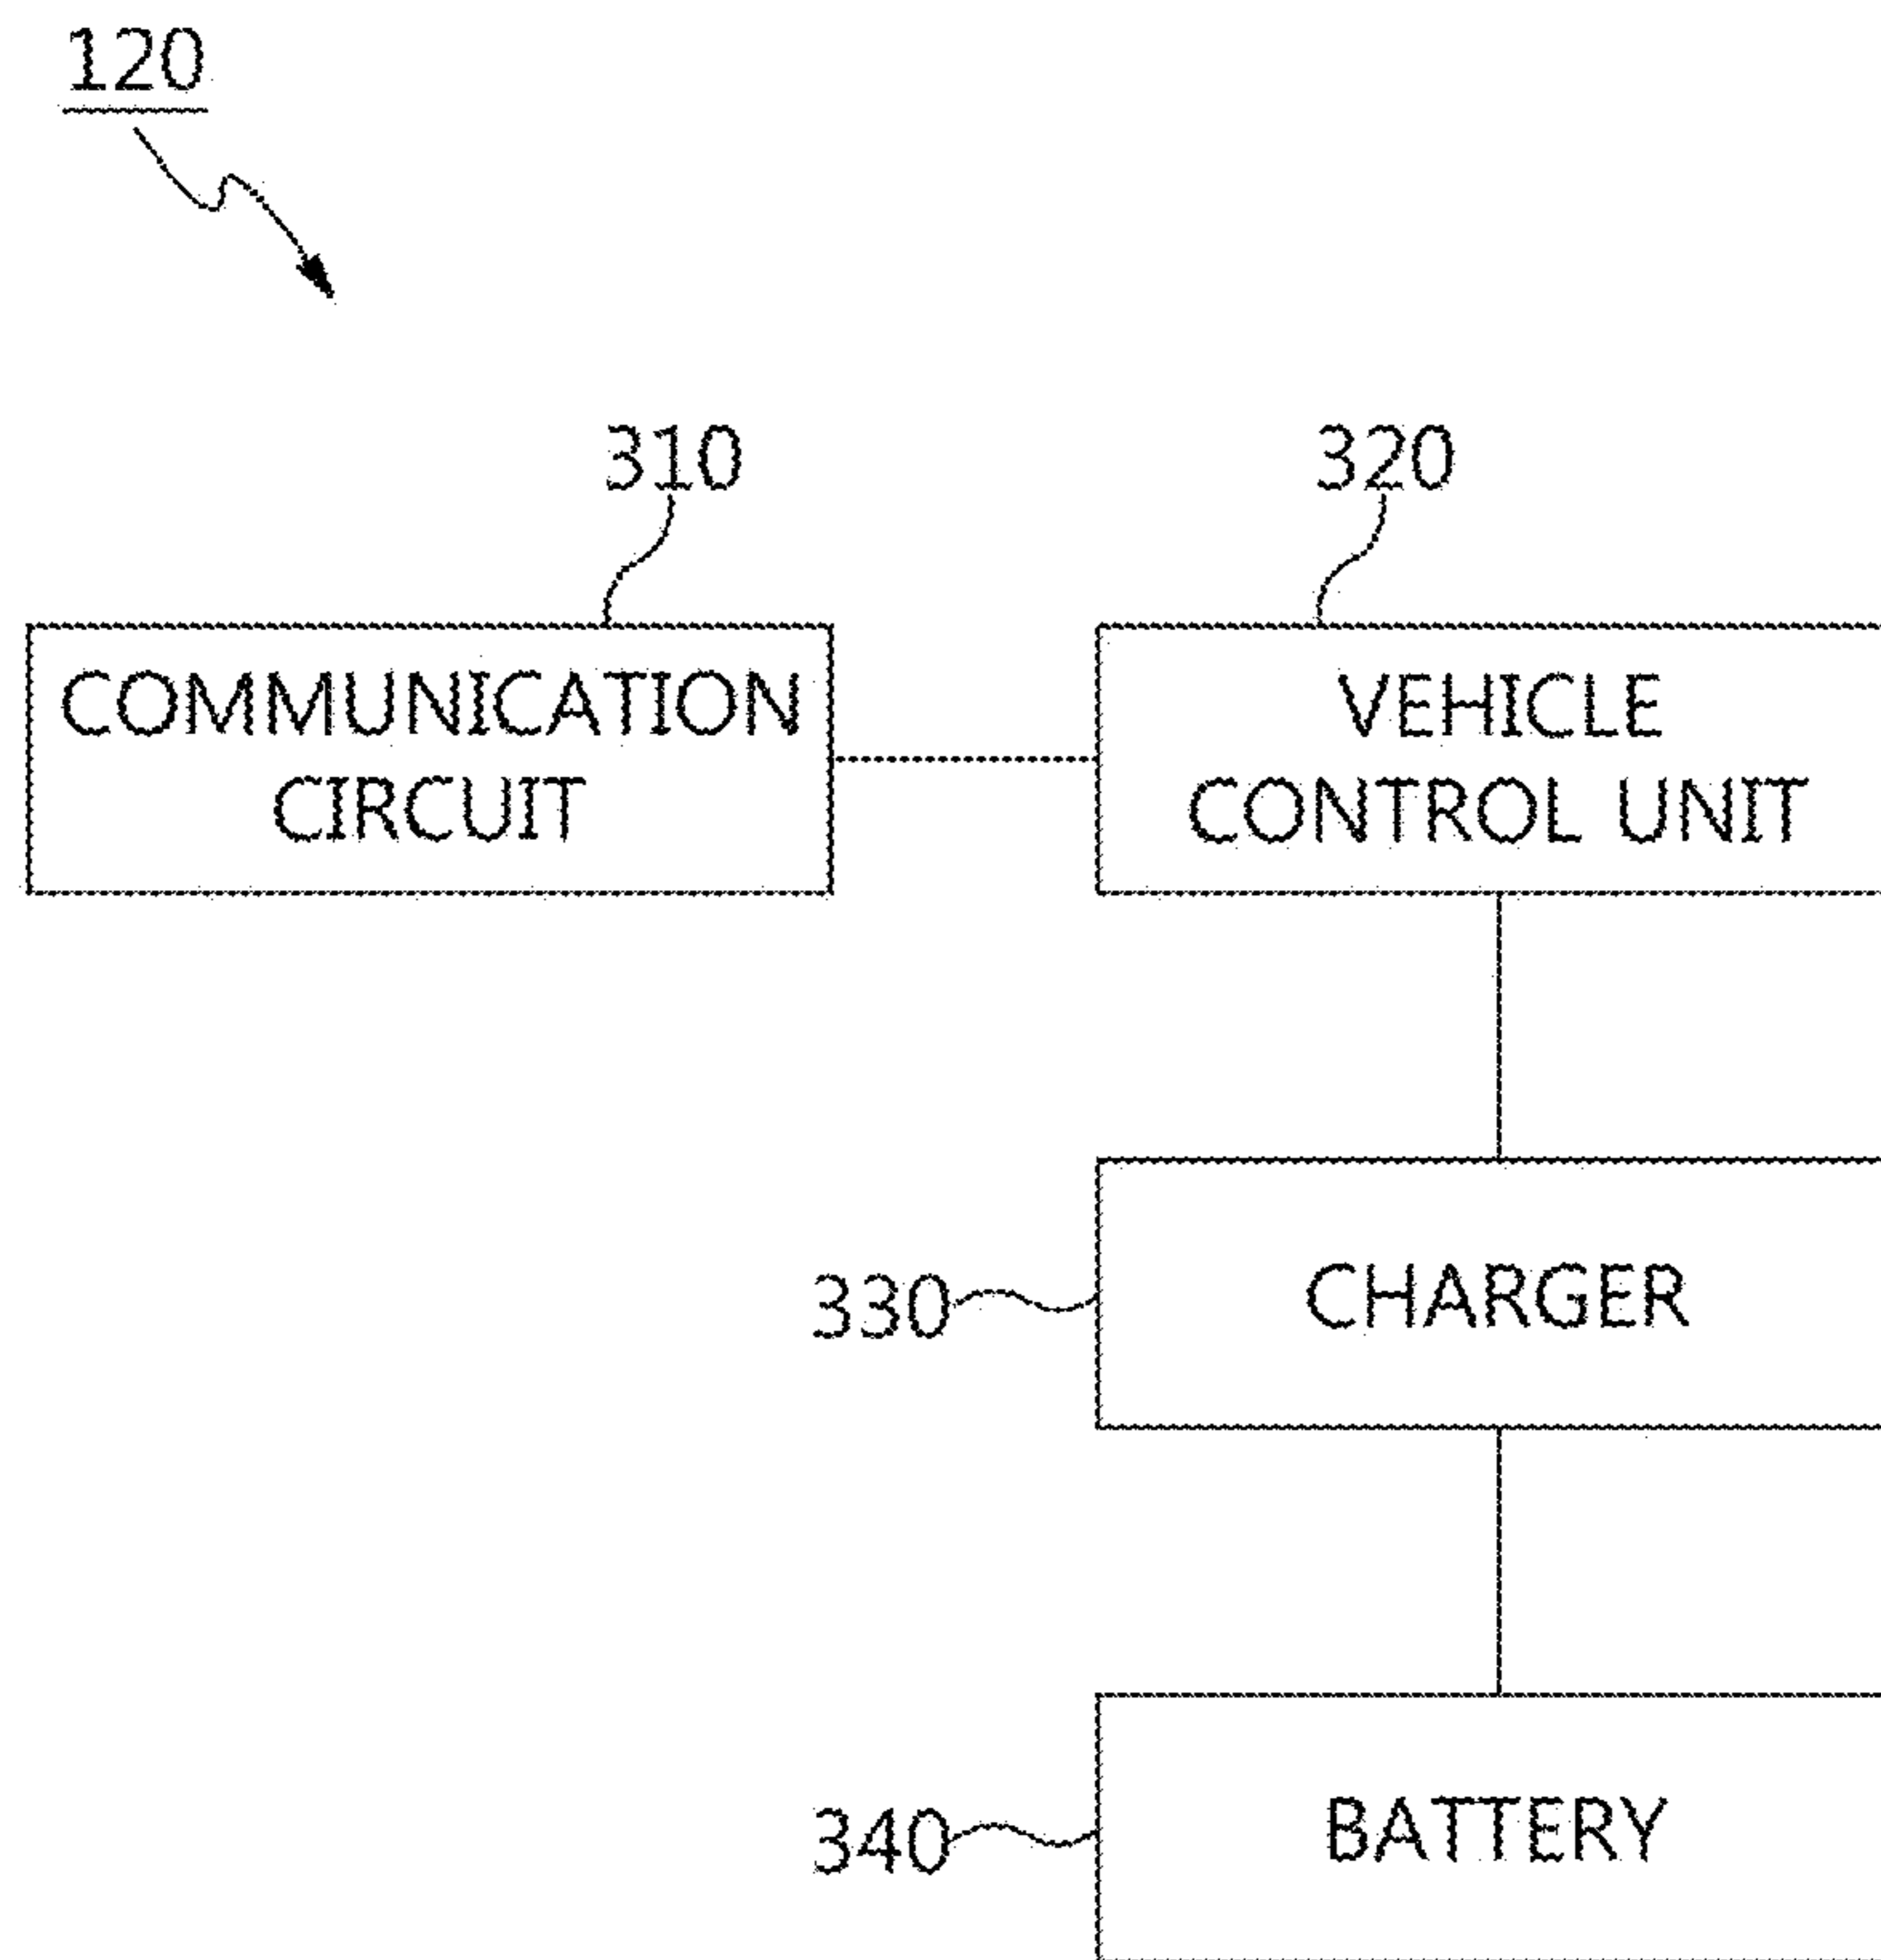 120
310
320
COMMUNICATION
CIRCUIT
VEHICLE
CONTROL UNIT
330
CHARGER
340
BATTERY